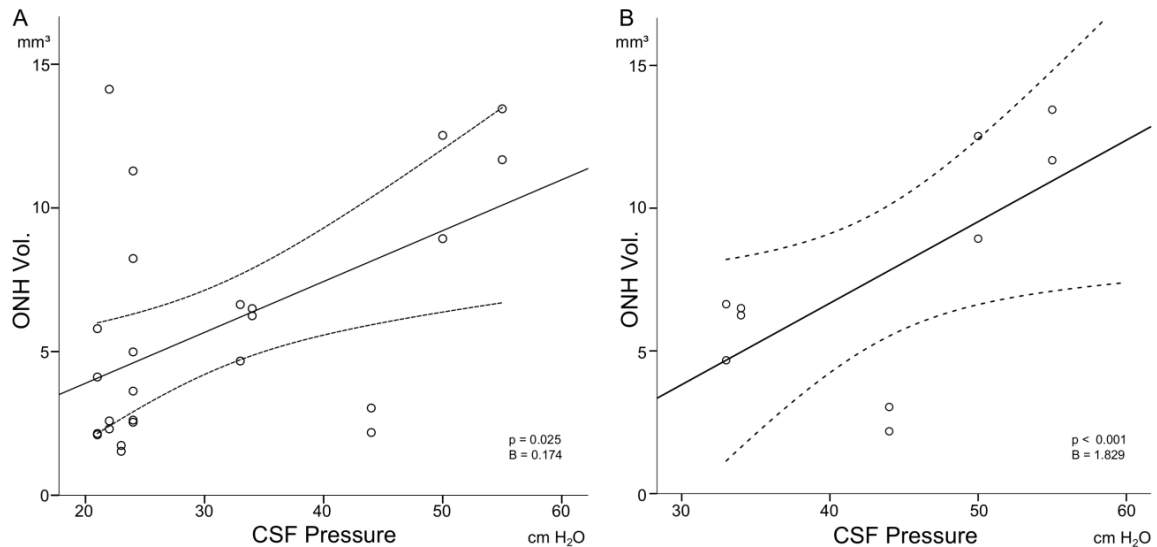 A
mm³
15
10
5
0
ONH Vol.
20 30 40 50 60
CSF Pressure
cm H₂O
p = 0.025
B = 0.174
B
mm³
15
10
5
0
ONH Vol.
30 40 50 60
CSF Pressure
cm H₂O
p < 0.001
B = 1.829